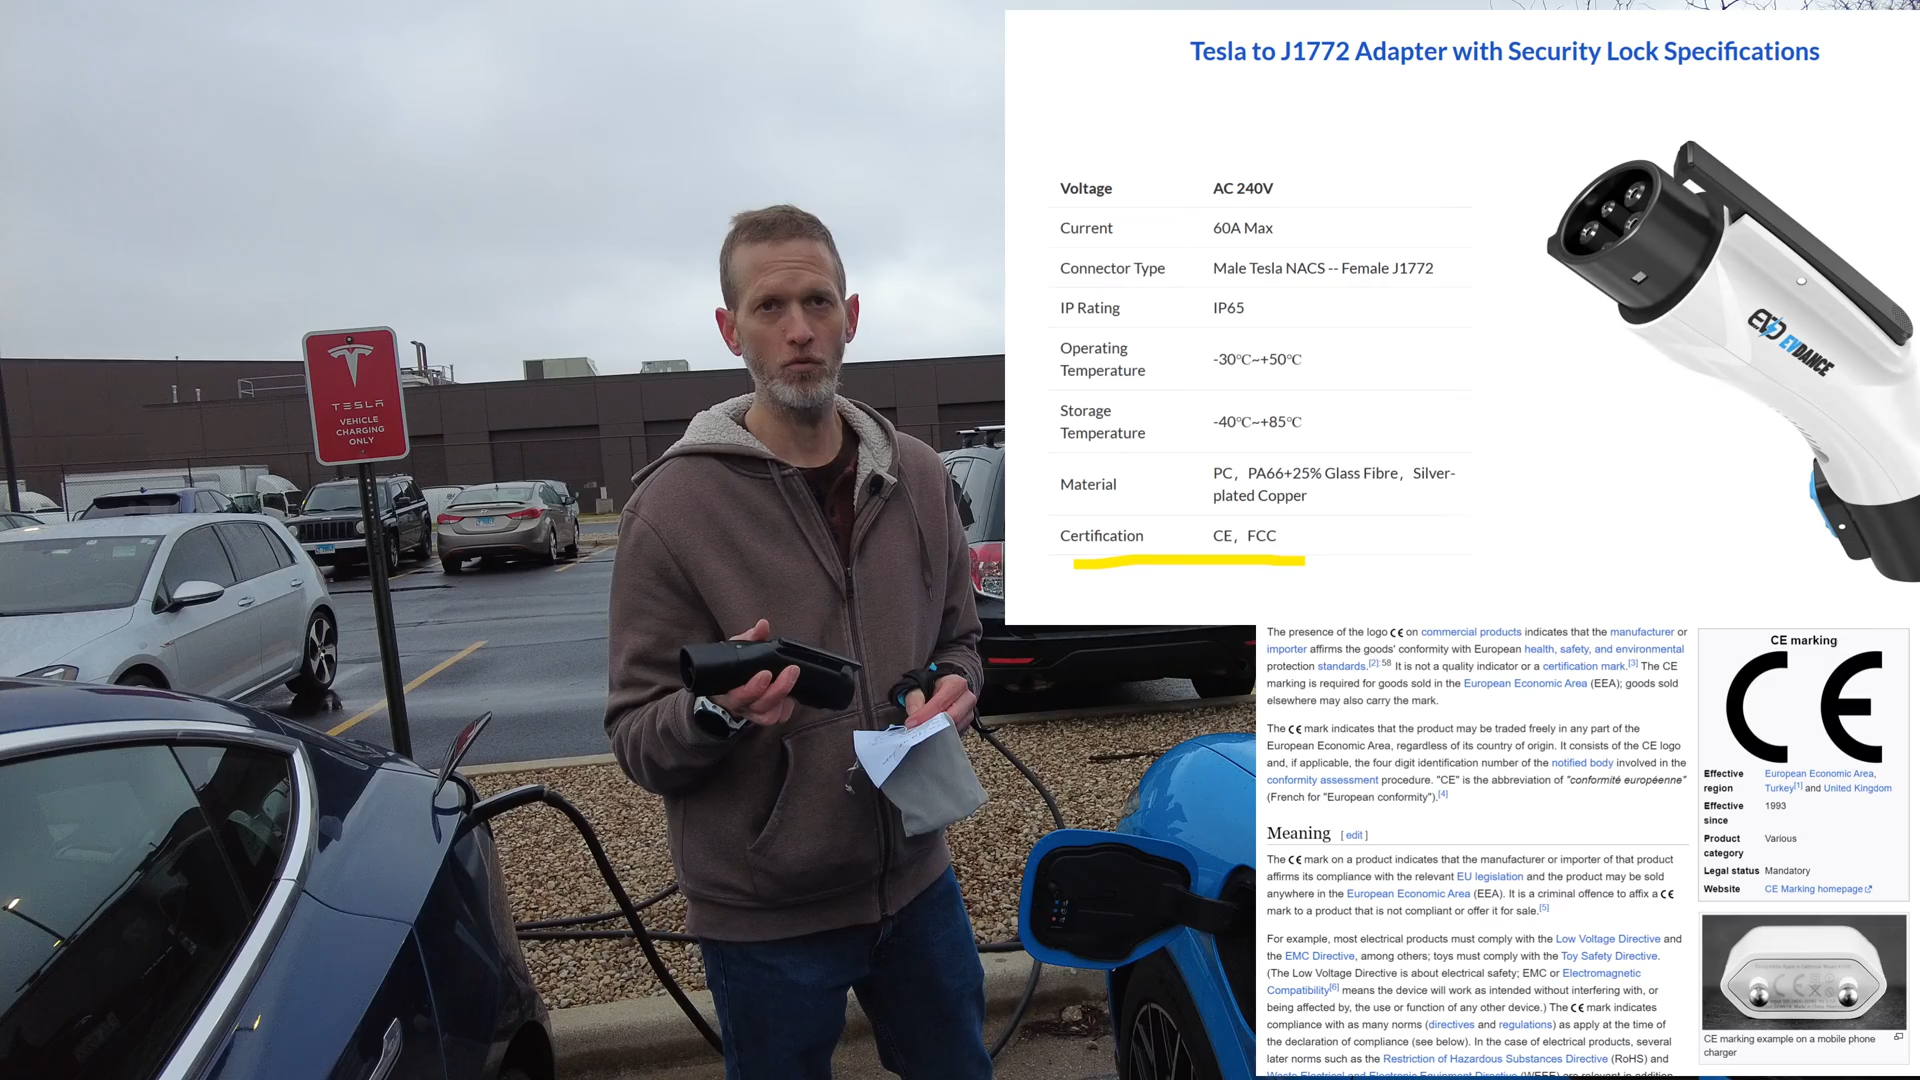 Tesla to J1772 Adapter with Security Lock Specifications
Voltage AC 240V
Current 60A Max
Connector Type Male Tesla NACS -- Female J1772
IP Rating IP65
Operating Temperature -30℃~+50℃
Storage Temperature -40℃~+85℃
Material PC, PA66+25% Glass Fibre, Silver-
plated Copper
Certification CE, FCC
EVDANCE
TESLA
VEHICLE
CHARGING
ONLY
The presence of the logo CE on commercial products indicates that the manufacturer or
importer affirms the goods' conformity with European health, safety, and environmental
protection standards.[2]:58 It is not a quality indicator or a certification mark.[3] The CE
marking is required for goods sold in the European Economic Area (EEA); goods sold
elsewhere may also carry the mark.
The CE mark indicates that the product may be traded freely in any part of the
European Economic Area, regardless of its country of origin. It consists of the CE logo
and, if applicable, the four digit identification number of the notified body involved in the
conformity assessment procedure. "CE" is the abbreviation of "conformité européenne"
(French for "European conformity").[4]
Meaning [ edit ]
The CE mark on a product indicates that the manufacturer or importer of that product
affirms its compliance with the relevant EU legislation and the product may be sold
anywhere in the European Economic Area (EEA). It is a criminal offence to affix a CE
mark to a product that is not compliant or offer it for sale.[5]
For example, most electrical products must comply with the Low Voltage Directive and
the EMC Directive, among others; toys must comply with the Toy Safety Directive.
(The Low Voltage Directive is about electrical safety; EMC or Electromagnetic
Compatibility[6] means the device will work as intended without interfering with, or
being affected by, the use or function of any other device.) The CE mark indicates
compliance with as many norms (directives and regulations) as apply at the time of
the declaration of compliance (see below). In the case of electrical products, several
later norms such as the Restriction of Hazardous Substances Directive (RoHS) and
Waste Electrical and Electronic Equipment Directive (WEEE) are relevant in addition
CE marking
CE
Effective region European Economic Area,
Turkey[1] and United Kingdom
Effective since 1993
Product category Various
Legal status Mandatory
Website CE Marking homepage
CE marking example on a mobile phone
charger